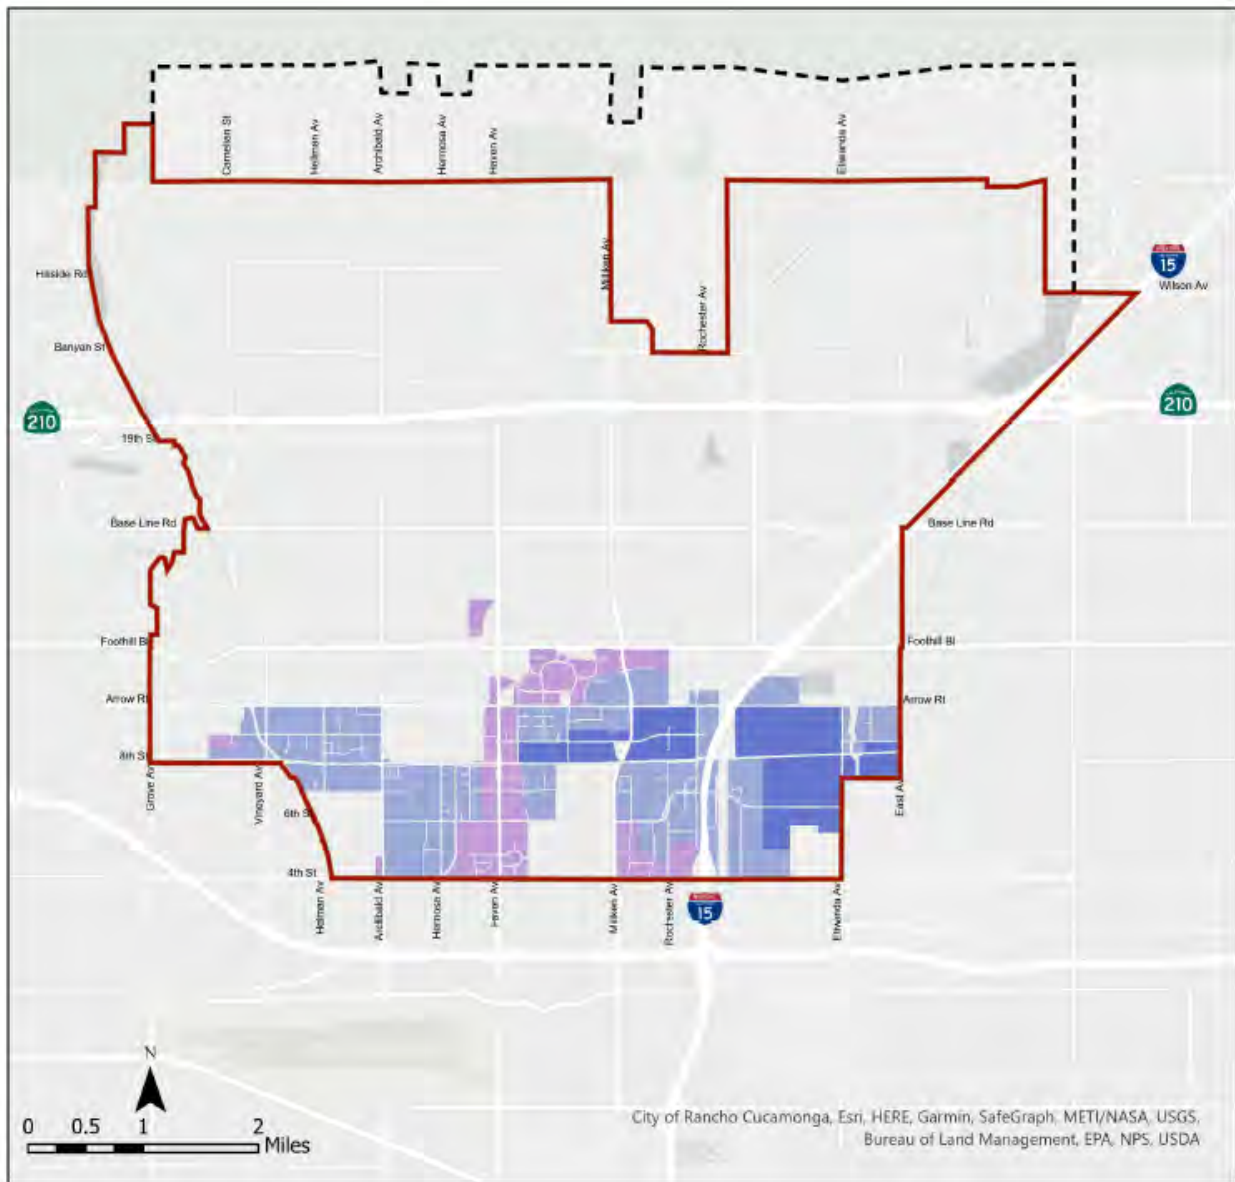 Carnelian St
Hellman Av
Archibald Av
Hermosa Av
Haven Av
Etiwanda Av
Milliken Av
Rochester Av
Hillside Rd
15
Wilson Av
Banyan St
210
210
19th St
Base Line Rd
Base Line Rd
Foothill Bl
Foothill Bl
Arrow Rt
Arrow Rt
8th St
Grove Av
Vineyard Av
East Av
6th St
4th St
Helman Av
Archibald Av
Hermosa Av
Haven Av
Milliken Av
Rochester Av
15
Etiwanda Av
N
0 0.5 1 2
Miles
City of Rancho Cucamonga, Esri, HERE, Garmin, SafeGraph, METI/NASA, USGS,
Bureau of Land Management, EPA, NPS, USDA